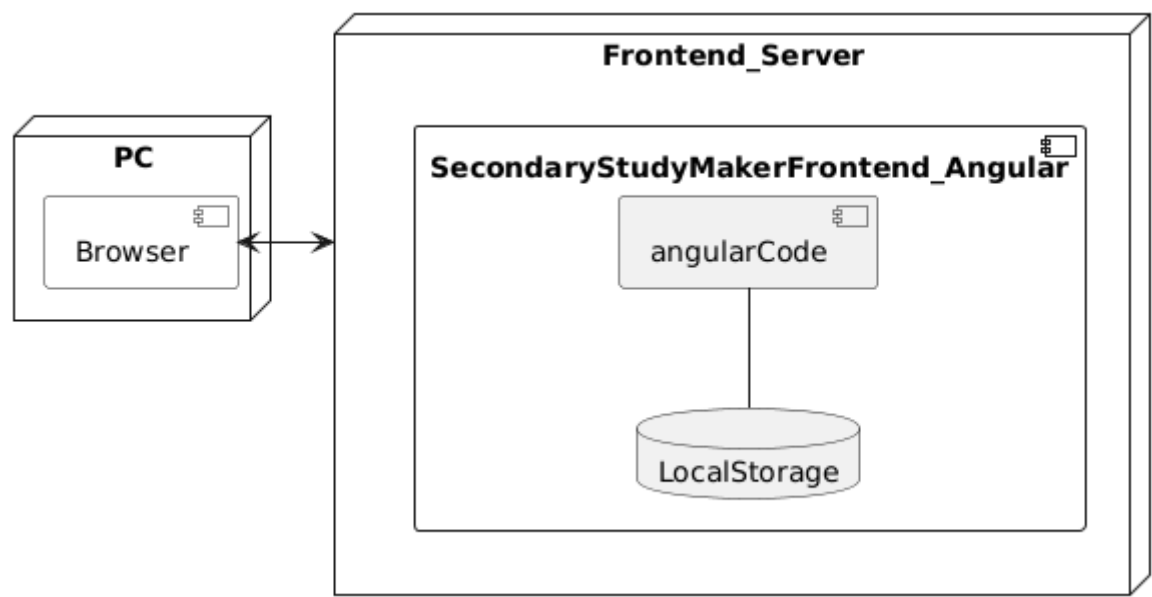 Frontend_Server
PC
SecondaryStudyMakerFrontend_Angular
Browser
angularCode
LocalStorage